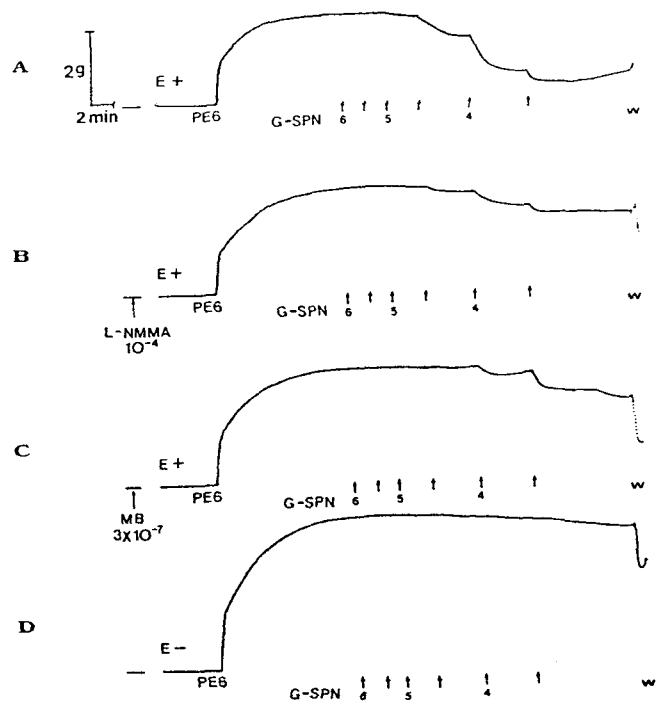 A
2g
2 min
E +
PE6
G-SPN 6 5 4
w
B
E +
PE6
L-NMMA
10⁻⁴
G-SPN 6 5 4
w
C
E +
PE6
MB
3X10⁻⁷
G-SPN 6 5 4
w
D
E −
PE6
G-SPN 6 5 4
w